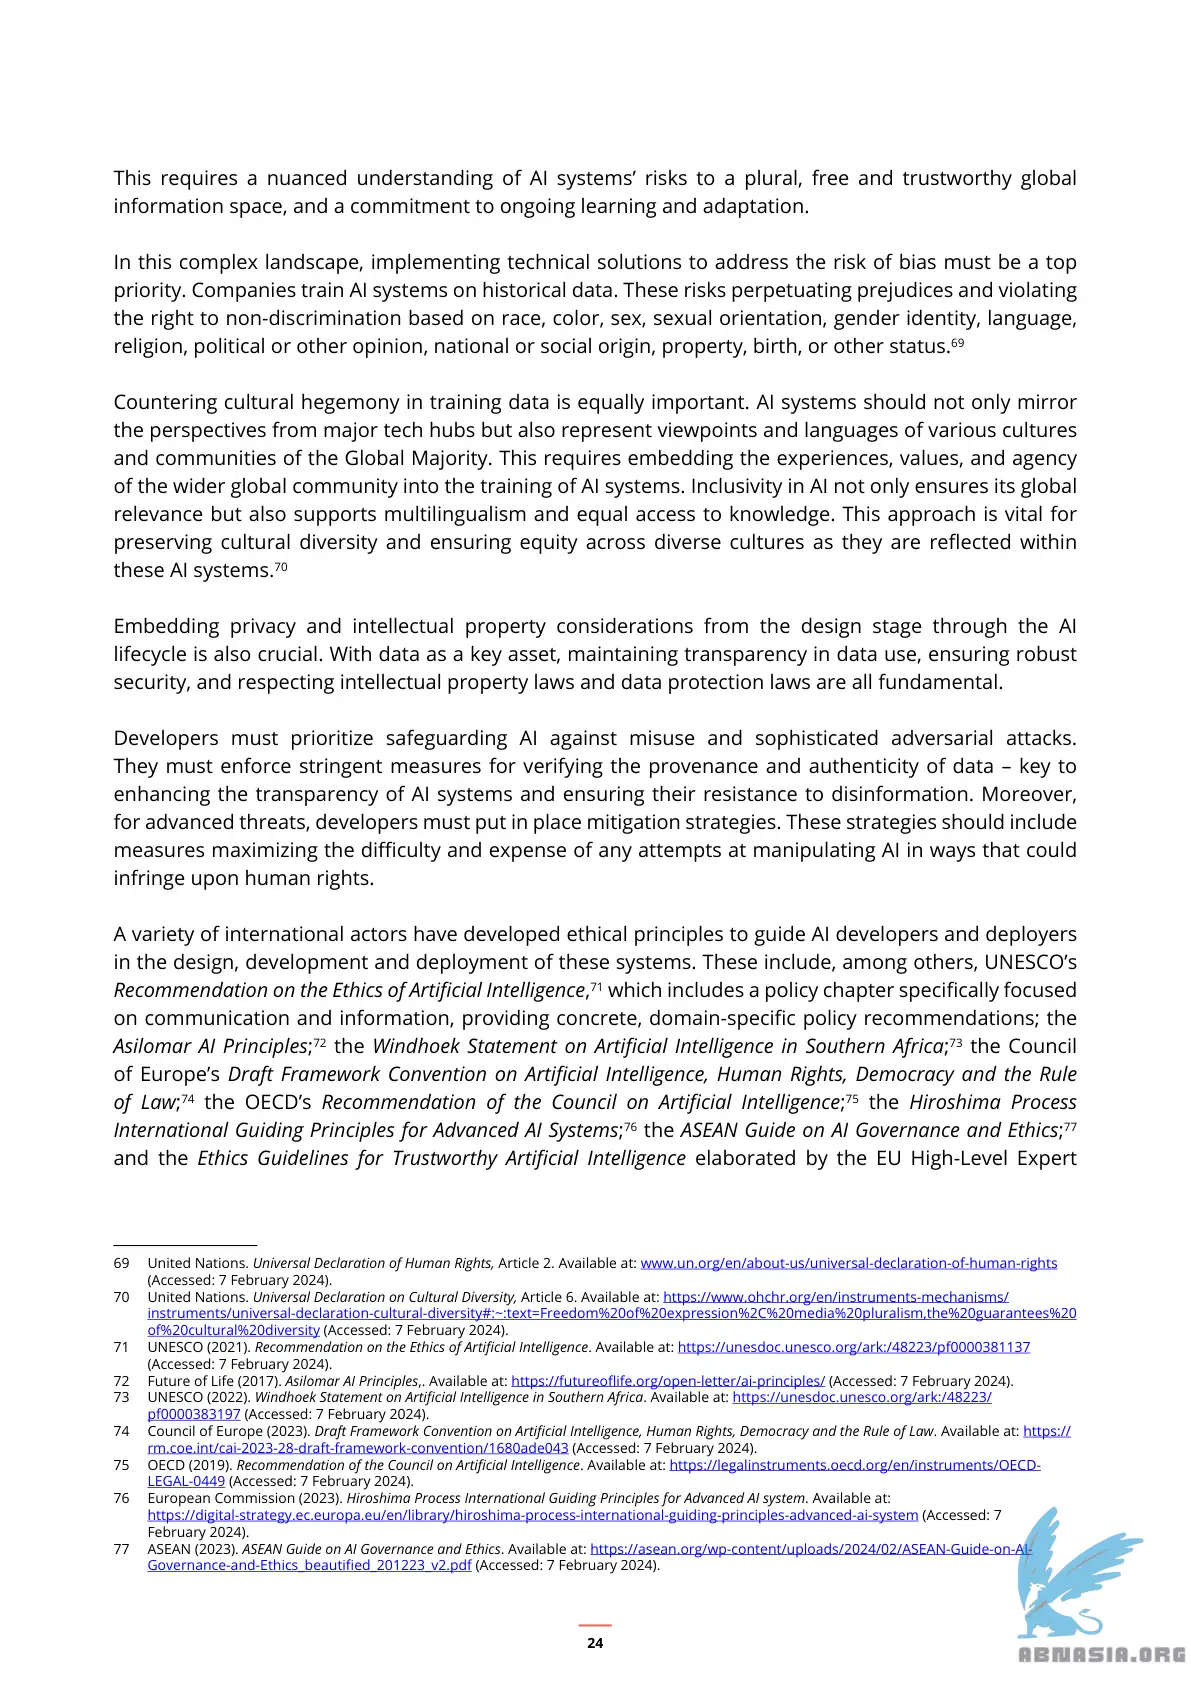 This requires a nuanced understanding of AI systems’ risks to a plural, free and trustworthy global
information space, and a commitment to ongoing learning and adaptation.
In this complex landscape, implementing technical solutions to address the risk of bias must be a top
priority. Companies train AI systems on historical data. These risks perpetuating prejudices and violating
the right to non-discrimination based on race, color, sex, sexual orientation, gender identity, language,
religion, political or other opinion, national or social origin, property, birth, or other status.69
Countering cultural hegemony in training data is equally important. AI systems should not only mirror
the perspectives from major tech hubs but also represent viewpoints and languages of various cultures
and communities of the Global Majority. This requires embedding the experiences, values, and agency
of the wider global community into the training of AI systems. Inclusivity in AI not only ensures its global
relevance but also supports multilingualism and equal access to knowledge. This approach is vital for
preserving cultural diversity and ensuring equity across diverse cultures as they are reflected within
these AI systems.70
Embedding privacy and intellectual property considerations from the design stage through the AI
lifecycle is also crucial. With data as a key asset, maintaining transparency in data use, ensuring robust
security, and respecting intellectual property laws and data protection laws are all fundamental.
Developers must prioritize safeguarding AI against misuse and sophisticated adversarial attacks.
They must enforce stringent measures for verifying the provenance and authenticity of data – key to
enhancing the transparency of AI systems and ensuring their resistance to disinformation. Moreover,
for advanced threats, developers must put in place mitigation strategies. These strategies should include
measures maximizing the difficulty and expense of any attempts at manipulating AI in ways that could
infringe upon human rights.
A variety of international actors have developed ethical principles to guide AI developers and deployers
in the design, development and deployment of these systems. These include, among others, UNESCO’s
Recommendation on the Ethics of Artificial Intelligence,71 which includes a policy chapter specifically focused
on communication and information, providing concrete, domain-specific policy recommendations; the
Asilomar AI Principles;72 the Windhoek Statement on Artificial Intelligence in Southern Africa;73 the Council
of Europe’s Draft Framework Convention on Artificial Intelligence, Human Rights, Democracy and the Rule
of Law;74 the OECD’s Recommendation of the Council on Artificial Intelligence;75 the Hiroshima Process
International Guiding Principles for Advanced AI Systems;76 the ASEAN Guide on AI Governance and Ethics;77
and the Ethics Guidelines for Trustworthy Artificial Intelligence elaborated by the EU High-Level Expert
69 United Nations. Universal Declaration of Human Rights, Article 2. Available at: www.un.org/en/about-us/universal-declaration-of-human-rights
(Accessed: 7 February 2024).
70 United Nations. Universal Declaration on Cultural Diversity, Article 6. Available at: https://www.ohchr.org/en/instruments-mechanisms/
instruments/universal-declaration-cultural-diversity#:~:text=Freedom%20of%20expression%2C%20media%20pluralism,the%20guarantees%20
of%20cultural%20diversity (Accessed: 7 February 2024).
71 UNESCO (2021). Recommendation on the Ethics of Artificial Intelligence. Available at: https://unesdoc.unesco.org/ark:/48223/pf0000381137
(Accessed: 7 February 2024).
72 Future of Life (2017). Asilomar AI Principles,. Available at: https://futureoflife.org/open-letter/ai-principles/ (Accessed: 7 February 2024).
73 UNESCO (2022). Windhoek Statement on Artificial Intelligence in Southern Africa. Available at: https://unesdoc.unesco.org/ark:/48223/
pf0000383197 (Accessed: 7 February 2024).
74 Council of Europe (2023). Draft Framework Convention on Artificial Intelligence, Human Rights, Democracy and the Rule of Law. Available at: https://
rm.coe.int/cai-2023-28-draft-framework-convention/1680ade043 (Accessed: 7 February 2024).
75 OECD (2019). Recommendation of the Council on Artificial Intelligence. Available at: https://legalinstruments.oecd.org/en/instruments/OECD-
LEGAL-0449 (Accessed: 7 February 2024).
76 European Commission (2023). Hiroshima Process International Guiding Principles for Advanced AI system. Available at:
https://digital-strategy.ec.europa.eu/en/library/hiroshima-process-international-guiding-principles-advanced-ai-system (Accessed: 7
February 2024).
77 ASEAN (2023). ASEAN Guide on AI Governance and Ethics. Available at: https://asean.org/wp-content/uploads/2024/02/ASEAN-Guide-on-AI-
Governance-and-Ethics_beautified_201223_v2.pdf (Accessed: 7 February 2024).
24
ABNASIA.ORG